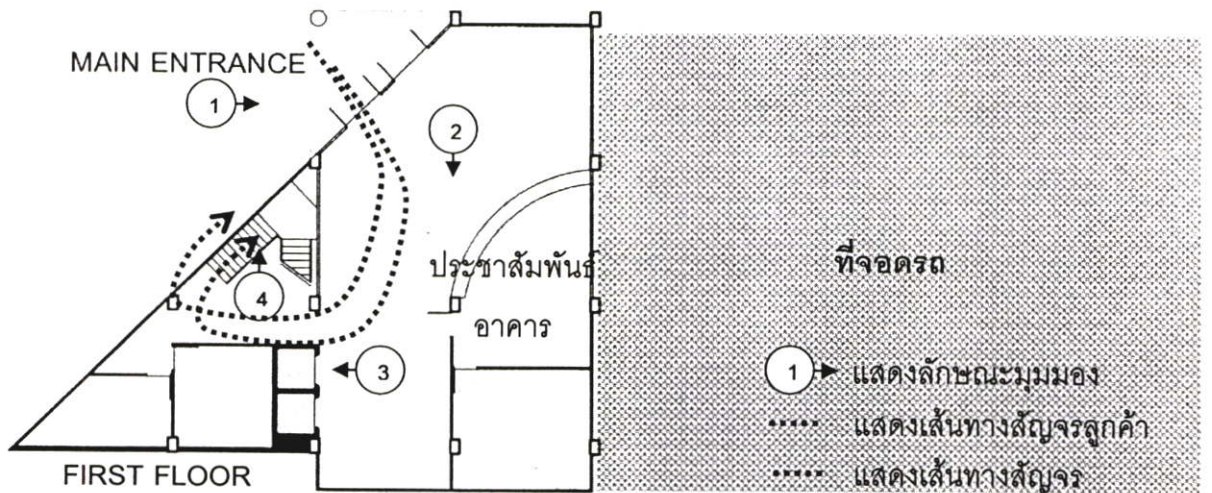 MAIN ENTRANCE
1
2
ประชาสัมพันธ์
อาคาร
ที่จอดรถ
4
3
1 แสดงลักษณะมุมมอง
แสดงเส้นทางสัญจรลูกค้า
แสดงเส้นทางสัญจร
FIRST FLOOR